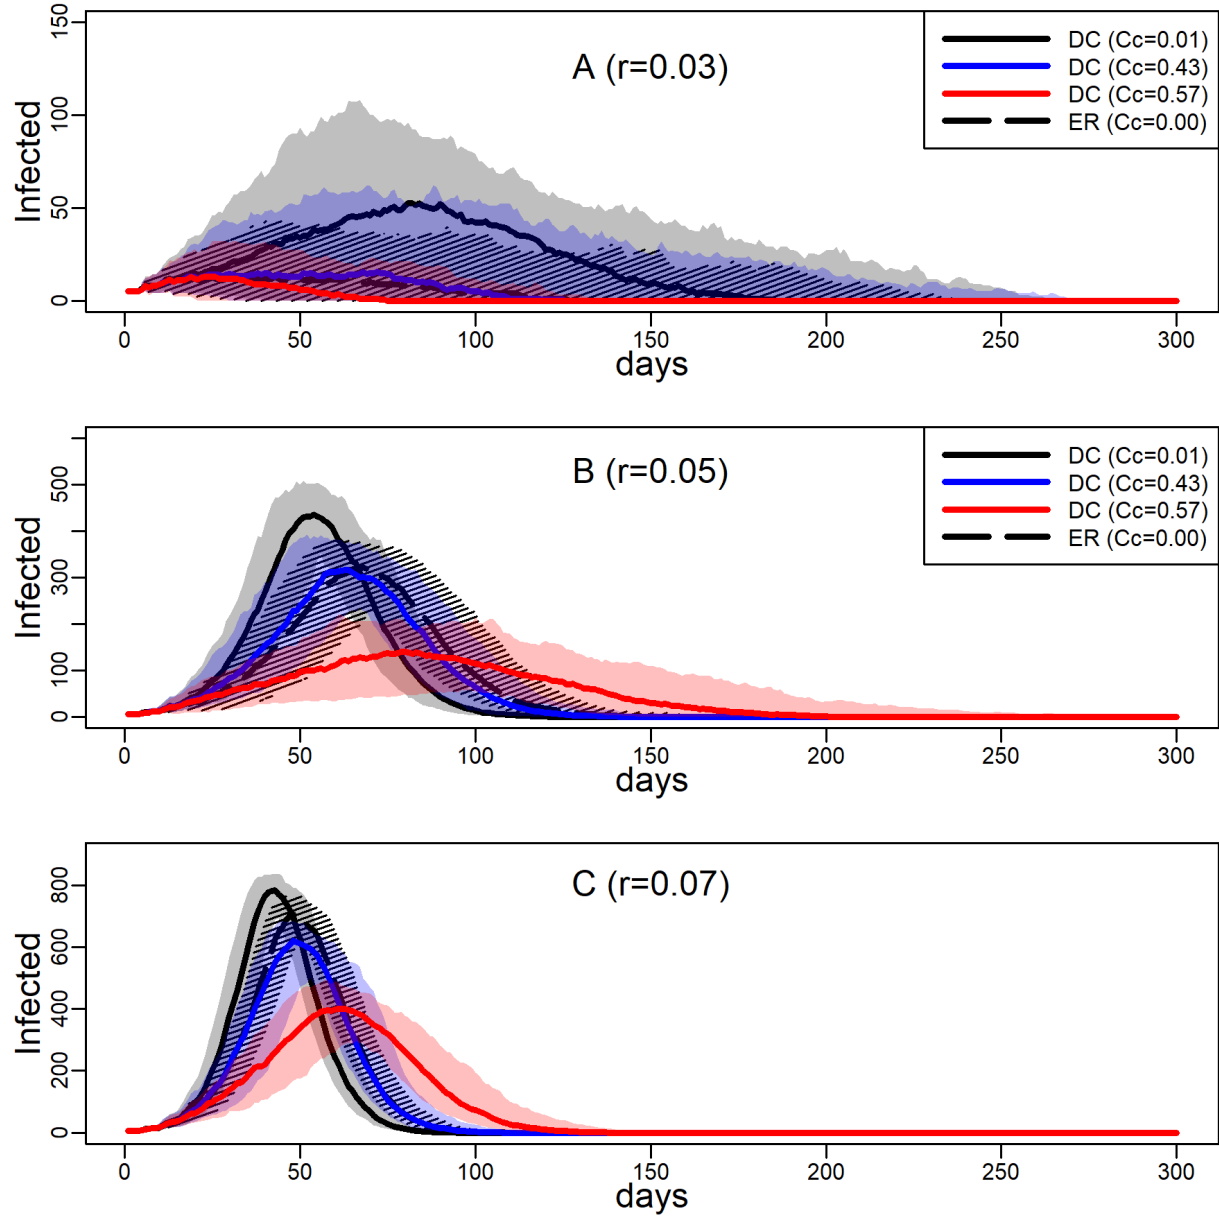 A (r=0.03)
DC (Cc=0.01)
DC (Cc=0.43)
DC (Cc=0.57)
ER (Cc=0.00)
Infected
150
100
50
0
0 50 100 150 200 250 300
days
B (r=0.05)
DC (Cc=0.01)
DC (Cc=0.43)
DC (Cc=0.57)
ER (Cc=0.00)
Infected
500
300
100
0
0 50 100 150 200 250 300
days
C (r=0.07)
Infected
800
600
400
200
0
0 50 100 150 200 250 300
days